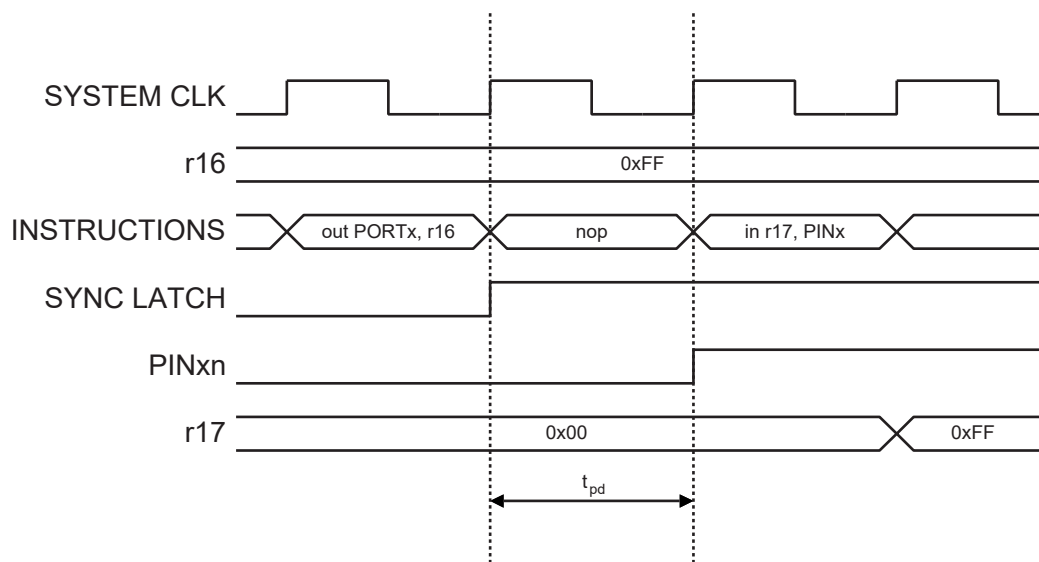 SYSTEM CLK
r16
0xFF
INSTRUCTIONS
out PORTx, r16
nop
in r17, PINx
SYNC LATCH
PINxn
r17
0x00
0xFF
tpd